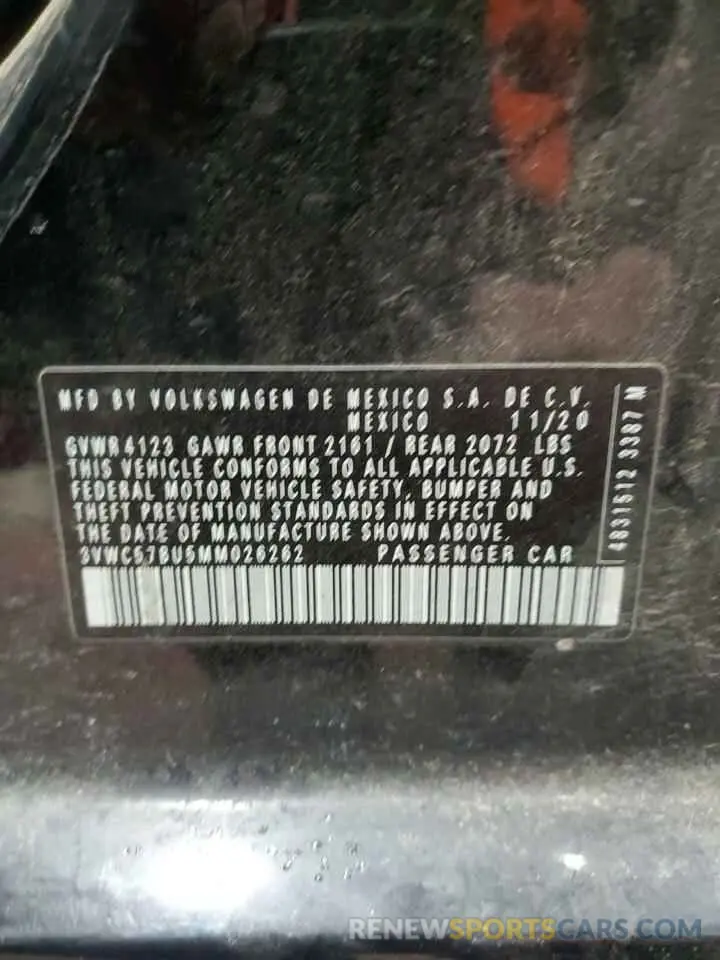 MFD BY VOLKSWAGEN DE MEXICO S.A. DE C.V.
MEXICO 11/20
GVWR 4123 GAWR FRONT 2161 / REAR 2072 LBS
THIS VEHICLE CONFORMS TO ALL APPLICABLE U.S.
FEDERAL MOTOR VEHICLE SAFETY, BUMPER AND
THEFT PREVENTION STANDARDS IN EFFECT ON
THE DATE OF MANUFACTURE SHOWN ABOVE.
3VWC57BU5MM026262 PASSENGER CAR
4831612 3387 M
RENEWSPORTSCARS.COM